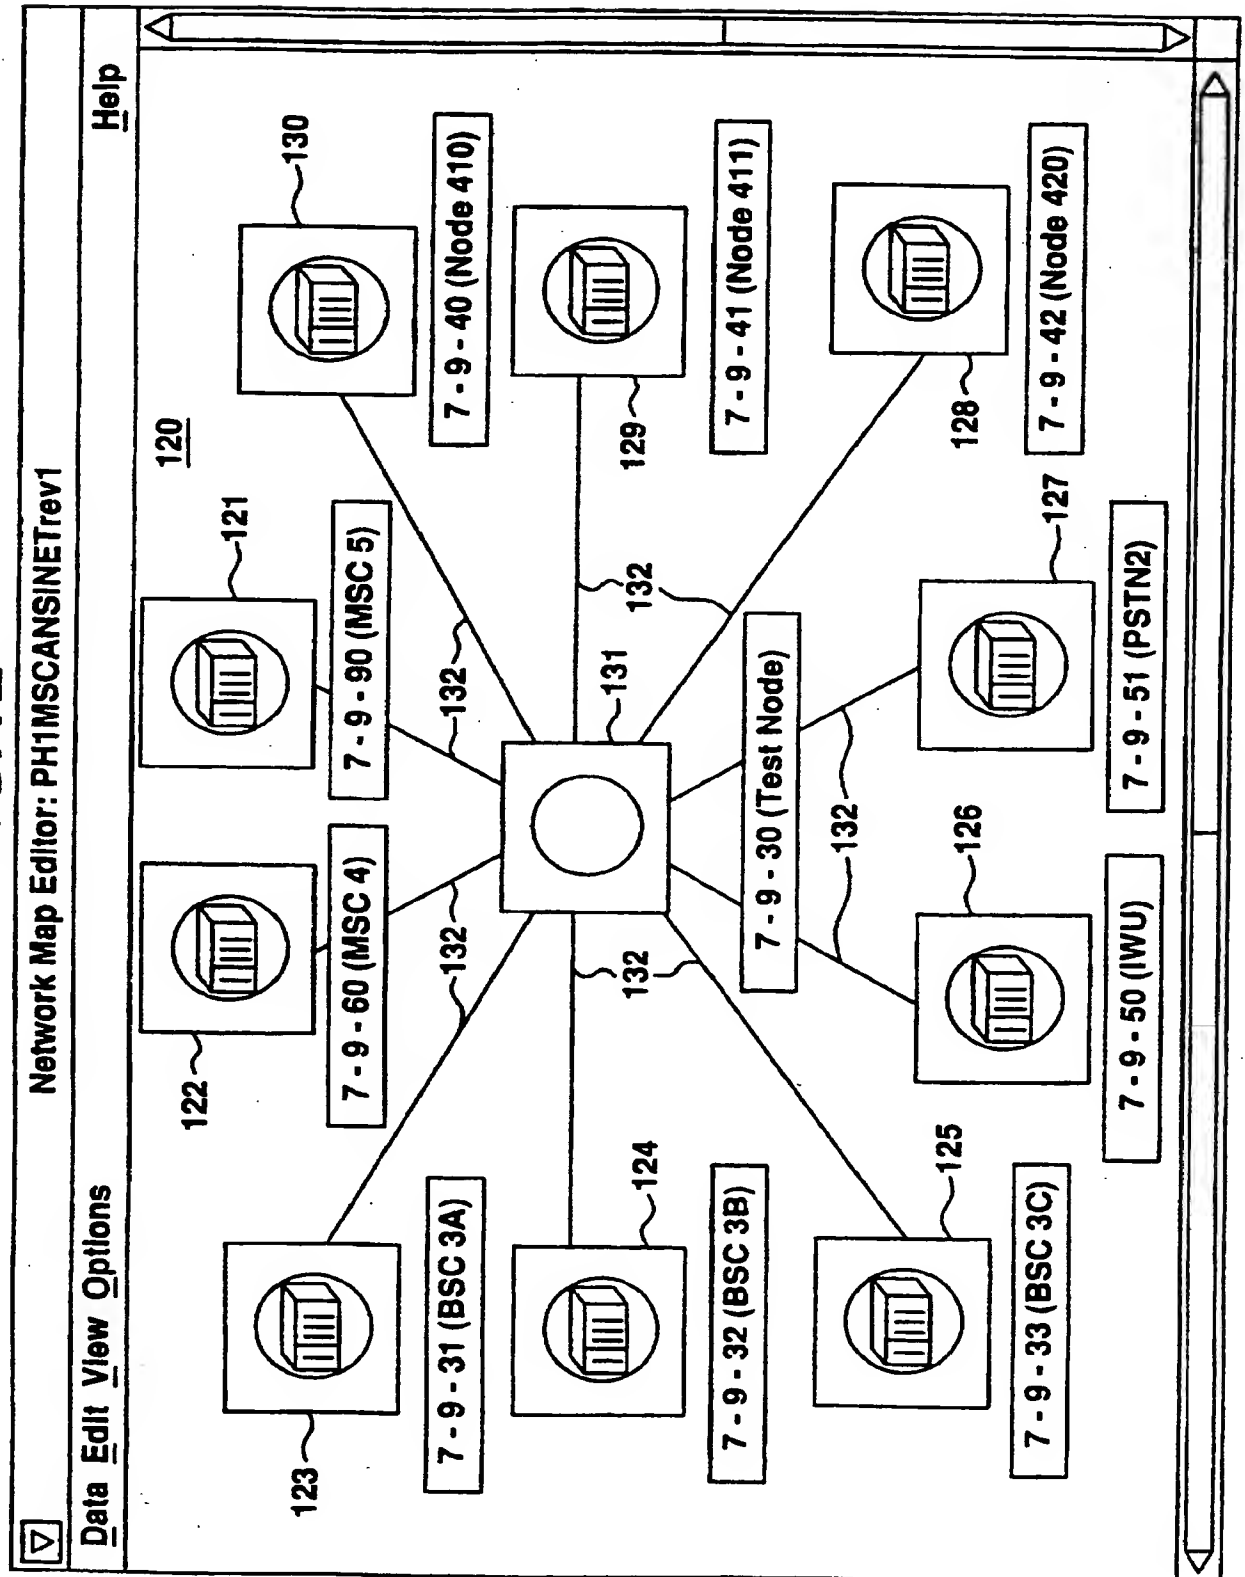 Network Map Editor: PH1MSCANSINETrev1
Data Edit View Options Help
120
122
121
123
130
7 - 9 - 60 (MSC 4)
7 - 9 - 90 (MSC 5)
132
132
132
7 - 9 - 31 (BSC 3A)
7 - 9 - 40 (Node 410)
124
131
129
132
132
7 - 9 - 32 (BSC 3B)
7 - 9 - 30 (Test Node)
7 - 9 - 41 (Node 411)
132
125
126
127
128
7 - 9 - 33 (BSC 3C)
7 - 9 - 42 (Node 420)
7 - 9 - 50 (IWU)
7 - 9 - 51 (PSTN2)